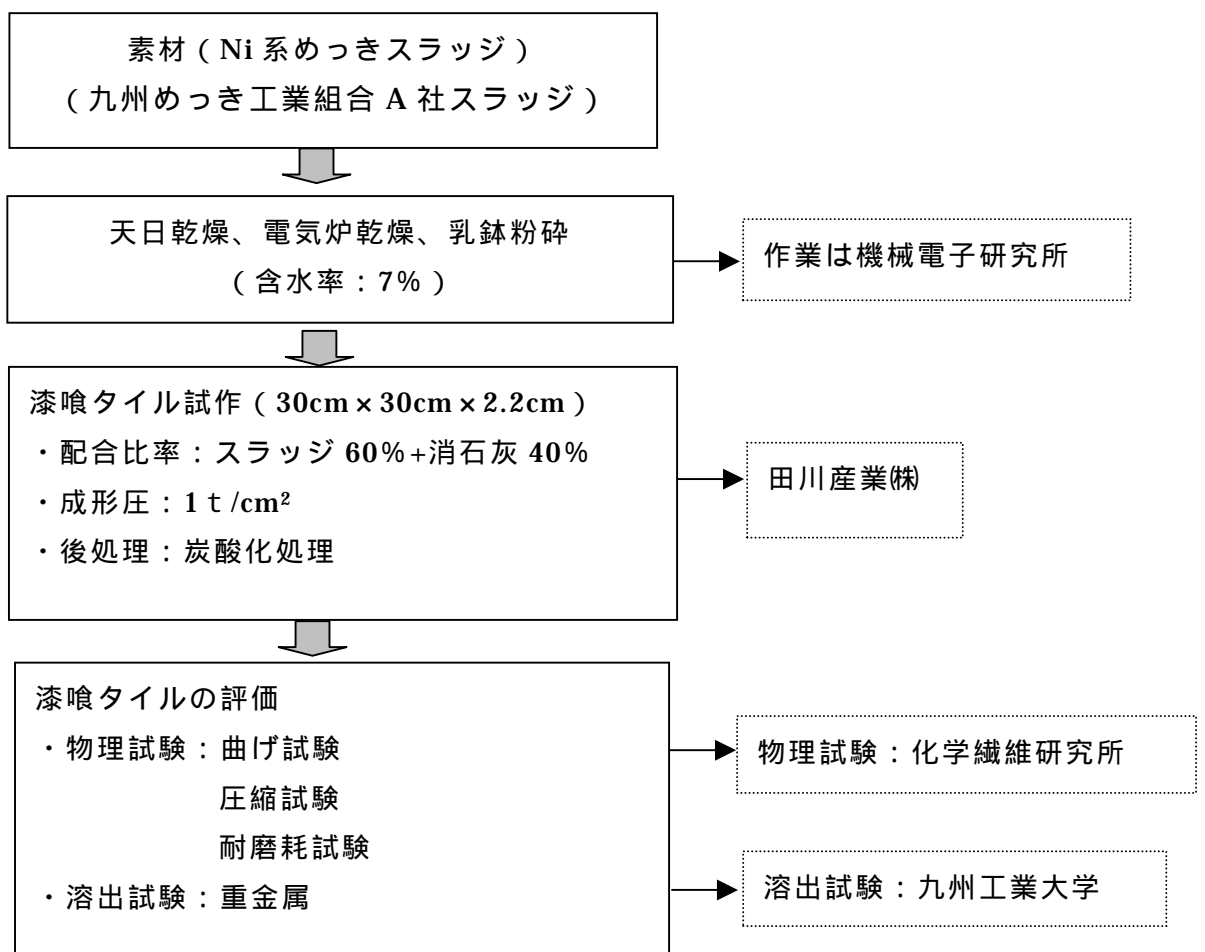 素材（Ni 系めっきスラッジ）
（九州めっき工業組合 A 社スラッジ）
天日乾燥、電気炉乾燥、乳鉢粉砕
（含水率：7％）
作業は機械電子研究所
漆喰タイル試作（30cm×30cm×2.2cm）
・配合比率：スラッジ 60％+消石灰 40％
・成形圧：1ｔ/cm²
・後処理：炭酸化処理
田川産業㈱
漆喰タイルの評価
・物理試験：曲げ試験
圧縮試験
耐磨耗試験
・溶出試験：重金属
物理試験：化学繊維研究所
溶出試験：九州工業大学